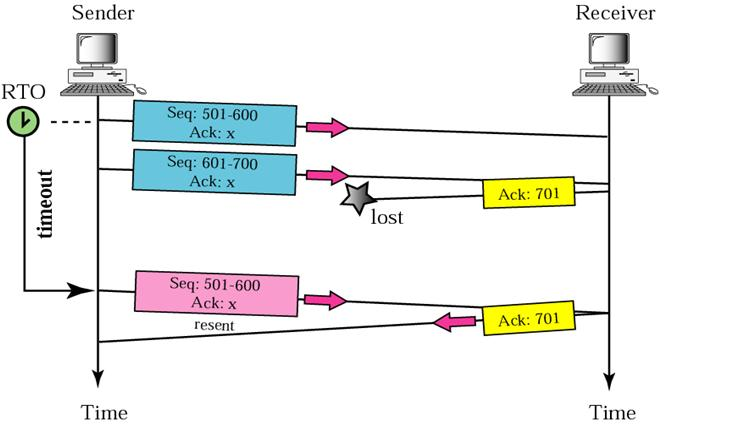 Sender
Receiver
RTO
Seq: 501-600
Ack: x
Seq: 601-700
Ack: x
Ack: 701
lost
timeout
Seq: 501-600
Ack: x
resent
Ack: 701
Time
Time